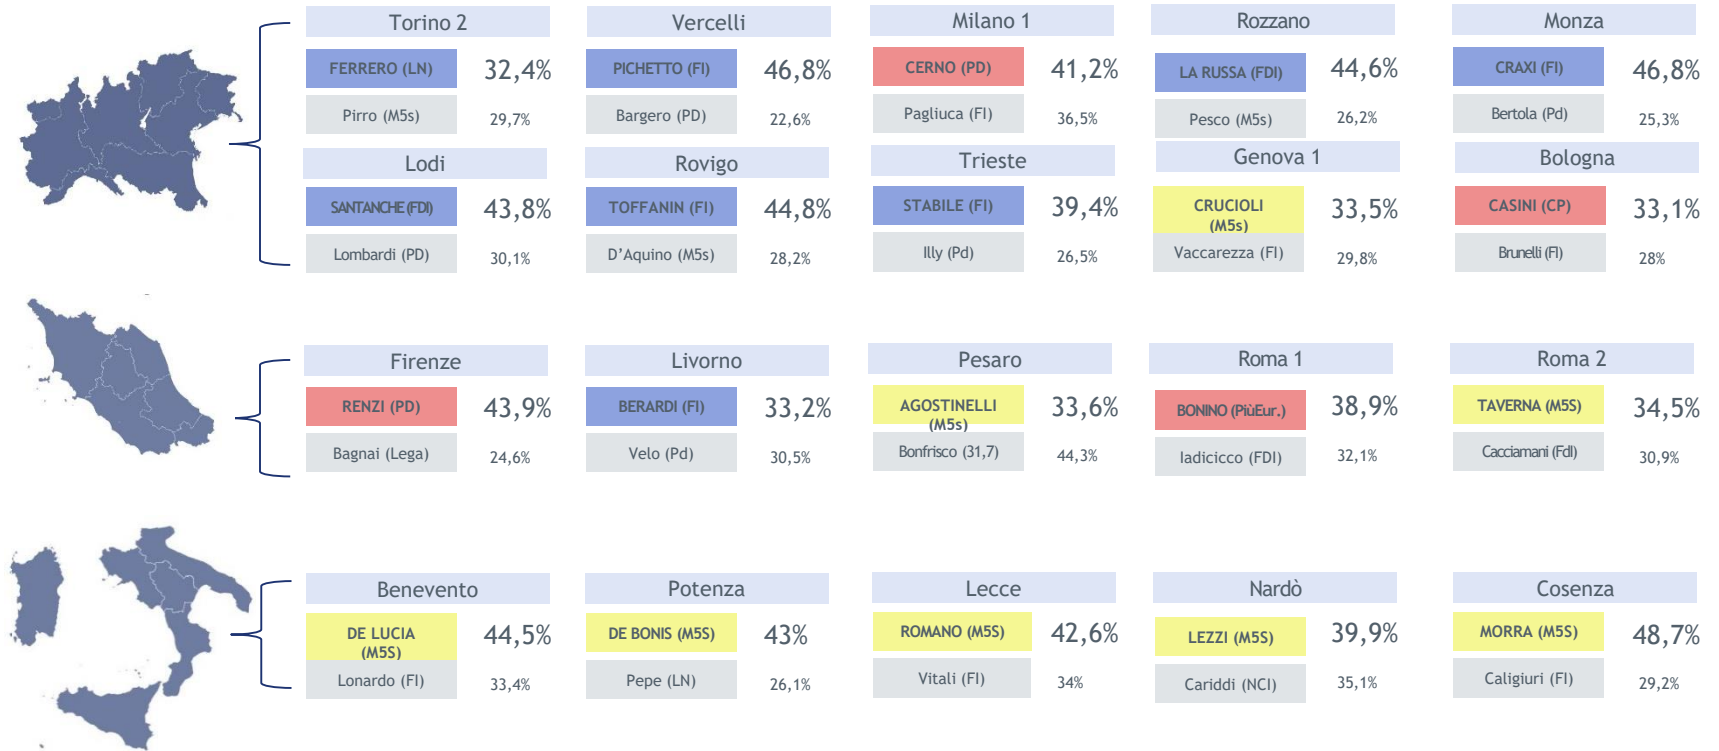 Torino 2
FERRERO (LN) 32,4%
Pirro (M5s) 29,7%
Vercelli
PICHETTO (FI) 46,8%
Bargero (PD) 22,6%
Milano 1
CERNO (PD) 41,2%
Pagliuca (FI) 36,5%
Rozzano
LA RUSSA (FDI) 44,6%
Pesco (M5s) 26,2%
Monza
CRAXI (FI) 46,8%
Bertola (Pd) 25,3%
Lodi
SANTANCHE (FDI) 43,8%
Lombardi (PD) 30,1%
Rovigo
TOFFANIN (FI) 44,8%
D'Aquino (M5s) 28,2%
Trieste
STABILE (FI) 39,4%
Illy (Pd) 26,5%
Genova 1
CRUCIOLI
(M5s) 33,5%
Vaccarezza (FI) 29,8%
Bologna
CASINI (CP) 33,1%
Brunelli (FI) 28%
Firenze
RENZI (PD) 43,9%
Bagnai (Lega) 24,6%
Livorno
BERARDI (FI) 33,2%
Velo (Pd) 30,5%
Pesaro
AGOSTINELLI
(M5s) 33,6%
Bonfrisco (31,7) 44,3%
Roma 1
BONINO (PiùEur.) 38,9%
Iadicicco (FDI) 32,1%
Roma 2
TAVERNA (M5S) 34,5%
Cacciamani (FdI) 30,9%
Benevento
DE LUCIA
(M5S) 44,5%
Lonardo (FI) 33,4%
Potenza
DE BONIS (M5S) 43%
Pepe (LN) 26,1%
Lecce
ROMANO (M5S) 42,6%
Vitali (FI) 34%
Nardò
LEZZI (M5S) 39,9%
Cariddi (NCI) 35,1%
Cosenza
MORRA (M5S) 48,7%
Caligiuri (FI) 29,2%